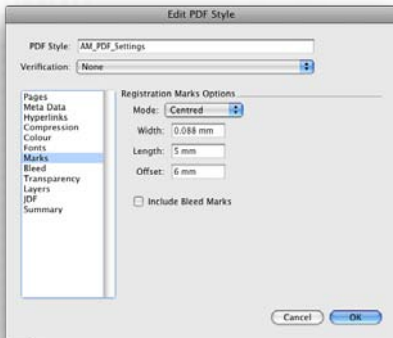 Edit PDF Style
PDF Style: AM_PDF_Settings
Verification: None
Pages
Meta Data
Hyperlinks
Compression
Colour
Fonts
Marks
Bleed
Transparency
Layers
JDF
Summary
Registration Marks Options
Mode: Centred
Width: 0.088 mm
Length: 5 mm
Offset: 6 mm
Include Bleed Marks
Cancel OK